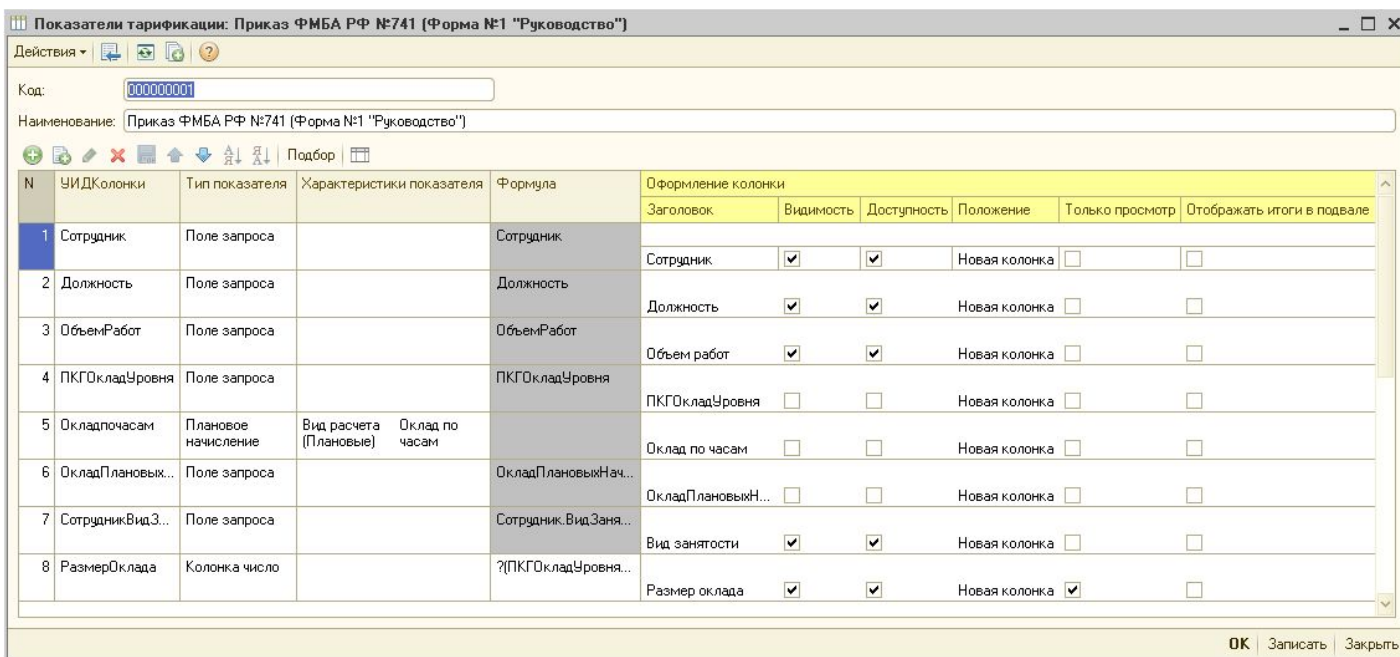 Показатели тарификации: Приказ ФМБА РФ №741 (Форма №1 "Руководство")
Действия
Код: 000000001
Наименование: Приказ ФМБА РФ №741 (Форма №1 "Руководство")
Подбор
N УИДКолонки Тип показателя Характеристики показателя Формула Оформление колонки
Заголовок Видимость Доступность Положение Только просмотр Отображать итоги в подвале
1 Сотрудник Поле запроса Сотрудник
Сотрудник Новая колонка
2 Должность Поле запроса Должность
Должность Новая колонка
3 ОбъемРабот Поле запроса ОбъемРабот
Объем работ Новая колонка
4 ПКГОкладУровня Поле запроса ПКГОкладУровня
ПКГОкладУровня Новая колонка
5 Окладпочасам Плановое Вид расчета Оклад по
начисление (Плановые) часам
Оклад по часам Новая колонка
6 ОкладПлановых... Поле запроса ОкладПлановыхНач...
ОкладПлановыхН... Новая колонка
7 СотрудникВидЗ... Поле запроса Сотрудник.ВидЗаня...
Вид занятости Новая колонка
8 РазмерОклада Колонка число ?(ПКГОкладУровня...
Размер оклада Новая колонка
OK Записать Закрыть